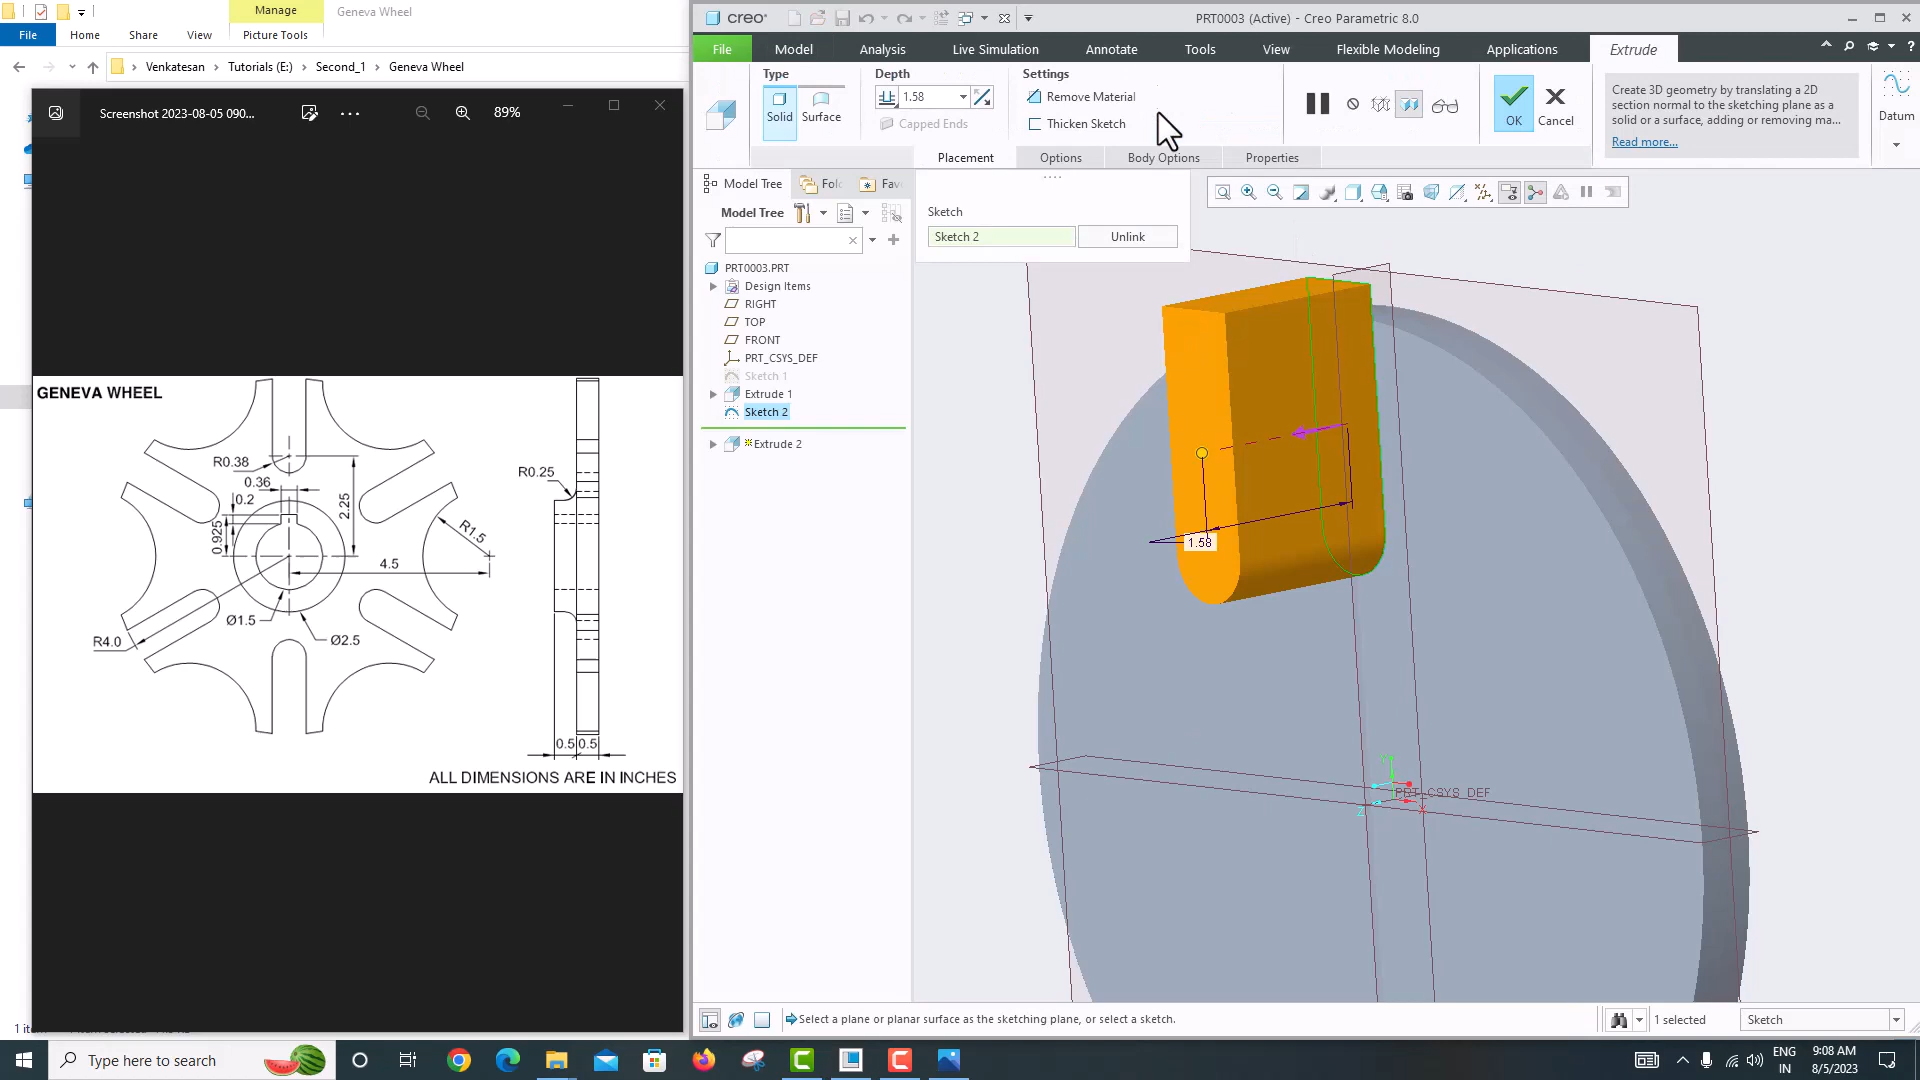 Manage
Geneva Wheel
File
Home
Share
View
Picture Tools
Venkatesan
Tutorials (E:)
Second_1
Geneva Wheel
Screenshot 2023-08-05 090...
89%
GENEVA WHEEL
R0.38
0.36
0.2
0.925
2.25
R1.5
4.5
Ø1.5
Ø2.5
R4.0
R0.25
0.5
0.5
ALL DIMENSIONS ARE IN INCHES
creo
PRT0003 (Active) - Creo Parametric 8.0
File
Model
Analysis
Live Simulation
Annotate
Tools
View
Flexible Modeling
Applications
Extrude
Type
Solid
Surface
Depth
1.58
Capped Ends
Settings
Remove Material
Thicken Sketch
OK
Cancel
Create 3D geometry by translating a 2D
section normal to the sketching plane as a
solid or a surface, adding or removing ma...
Read more...
Datum
Placement
Options
Body Options
Properties
Model Tree
Fol
Fav
Sketch
Sketch 2
Unlink
Model Tree
PRT0003.PRT
Design Items
RIGHT
TOP
FRONT
PRT_CSYS_DEF
Sketch 1
Extrude 1
Sketch 2
Extrude 2
1.58
PRT_CSYS_DEF
Z
Select a plane or planar surface as the sketching plane, or select a sketch.
1 selected
Sketch
Type here to search
ENG
IN
9:08 AM
8/5/2023